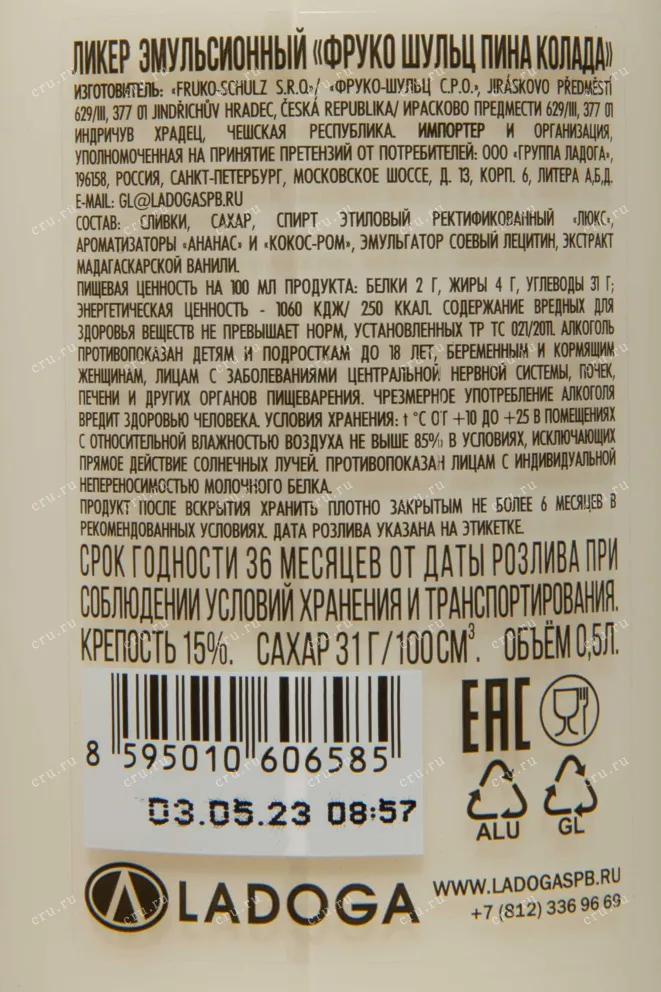 ЛИКЕР ЭМУЛЬСИОННЫЙ «ФРУКО ШУЛЬЦ ПИНА КОЛАДА»
ИЗГОТОВИТЕЛЬ: «FRUKO-SCHULZ S.R.O.»/ «ФРУКО-ШУЛЬЦ С.Р.О.», JIRÁSKOVO PŘEDMĚSTÍ
629/III, 377 01 JINDŘICHŮV HRADEC, ČESKÁ REPUBLIKA/ ИРАСКОВО ПРЕДМЕСТИ 629/III, 377 01
ИНДРИЧУВ ХРАДЕЦ, ЧЕШСКАЯ РЕСПУБЛИКА. ИМПОРТЕР И ОРГАНИЗАЦИЯ,
УПОЛНОМОЧЕННАЯ НА ПРИНЯТИЕ ПРЕТЕНЗИЙ ОТ ПОТРЕБИТЕЛЕЙ: ООО «ГРУППА ЛАДОГА»,
196158, РОССИЯ, САНКТ-ПЕТЕРБУРГ, МОСКОВСКОЕ ШОССЕ, Д. 13, КОРП. 6, ЛИТЕРА А,Б,Д.
E-MAIL: GL@LADOGASPB.RU
СОСТАВ: СЛИВКИ, САХАР, СПИРТ ЭТИЛОВЫЙ РЕКТИФИКОВАННЫЙ «ЛЮКС»,
АРОМАТИЗАТОРЫ «АНАНАС» И «КОКОС-РОМ», ЭМУЛЬГАТОР СОЕВЫЙ ЛЕЦИТИН, ЭКСТРАКТ
МАДАГАСКАРСКОЙ ВАНИЛИ.
ПИЩЕВАЯ ЦЕННОСТЬ НА 100 МЛ ПРОДУКТА: БЕЛКИ 2 Г, ЖИРЫ 4 Г, УГЛЕВОДЫ 31 Г;
ЭНЕРГЕТИЧЕСКАЯ ЦЕННОСТЬ - 1060 КДЖ/ 250 ККАЛ. СОДЕРЖАНИЕ ВРЕДНЫХ ДЛЯ
ЗДОРОВЬЯ ВЕЩЕСТВ НЕ ПРЕВЫШАЕТ НОРМ, УСТАНОВЛЕННЫХ ТР ТС 021/2011. АЛКОГОЛЬ
ПРОТИВОПОКАЗАН ДЕТЯМ И ПОДРОСТКАМ ДО 18 ЛЕТ, БЕРЕМЕННЫМ И КОРМЯЩИМ
ЖЕНЩИНАМ, ЛИЦАМ С ЗАБОЛЕВАНИЯМИ ЦЕНТРАЛЬНОЙ НЕРВНОЙ СИСТЕМЫ, ПОЧЕК,
ПЕЧЕНИ И ДРУГИХ ОРГАНОВ ПИЩЕВАРЕНИЯ. ЧРЕЗМЕРНОЕ УПОТРЕБЛЕНИЕ АЛКОГОЛЯ
ВРЕДИТ ЗДОРОВЬЮ ЧЕЛОВЕКА. УСЛОВИЯ ХРАНЕНИЯ: t °С ОТ +10 ДО +25 В ПОМЕЩЕНИЯХ
С ОТНОСИТЕЛЬНОЙ ВЛАЖНОСТЬЮ ВОЗДУХА НЕ ВЫШЕ 85% В УСЛОВИЯХ, ИСКЛЮЧАЮЩИХ
ПРЯМОЕ ДЕЙСТВИЕ СОЛНЕЧНЫХ ЛУЧЕЙ. ПРОТИВОПОКАЗАН ЛИЦАМ С ИНДИВИДУАЛЬНОЙ
НЕПЕРЕНОСИМОСТЬЮ МОЛОЧНОГО БЕЛКА.
ПРОДУКТ ПОСЛЕ ВСКРЫТИЯ ХРАНИТЬ ПЛОТНО ЗАКРЫТЫМ НЕ БОЛЕЕ 6 МЕСЯЦЕВ В
РЕКОМЕНДОВАННЫХ УСЛОВИЯХ. ДАТА РОЗЛИВА УКАЗАНА НА ЭТИКЕТКЕ.
СРОК ГОДНОСТИ 36 МЕСЯЦЕВ ОТ ДАТЫ РОЗЛИВА ПРИ
СОБЛЮДЕНИИ УСЛОВИЙ ХРАНЕНИЯ И ТРАНСПОРТИРОВАНИЯ.
КРЕПОСТЬ 15%. САХАР 31 Г/100 СМ³. ОБЪЁМ 0,5Л.
8 595010 606585
03.05.23 08:57
EAC
ALU GL
LADOGA
WWW.LADOGASPB.RU
+7 (812) 336 96 69